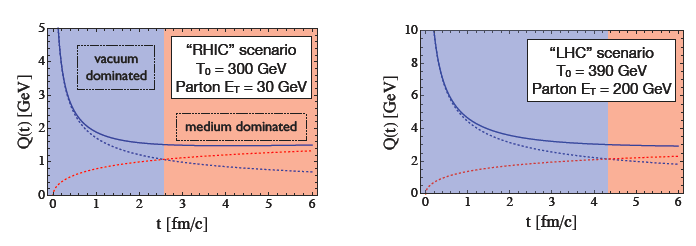 5
4
3
2
1
0
Q(t) [GeV]
vacuum
dominated
“RHIC” scenario
T₀ = 300 GeV
Parton E_T = 30 GeV
medium dominated
0 1 2 3 4 5 6
t [fm/c]
10
8
6
4
2
0
Q(t) [GeV]
“LHC” scenario
T₀ = 390 GeV
Parton E_T = 200 GeV
0 1 2 3 4 5 6
t [fm/c]